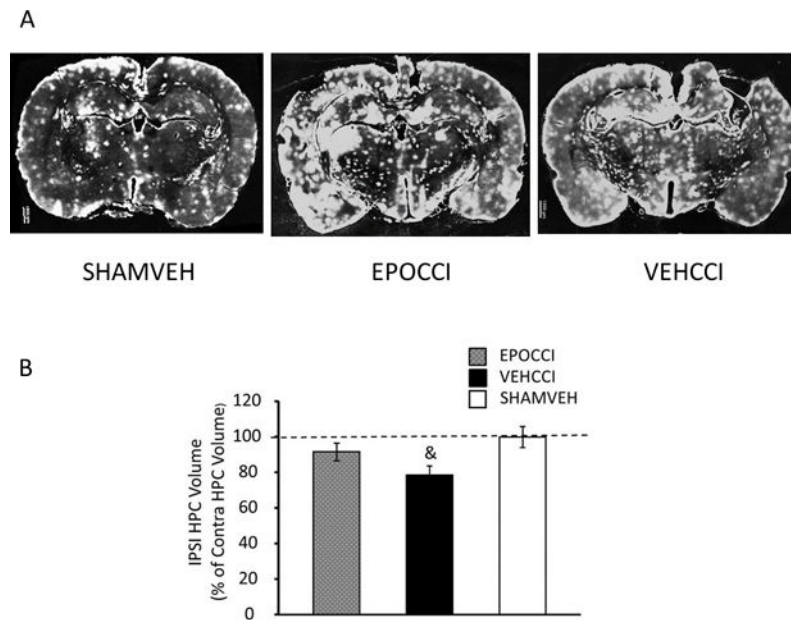 A
SHAMVEH
EPOCCI
VEHCCI
B
EPOCCI
VEHCCI
SHAMVEH
IPSI HPC Volume
(% of Contra HPC Volume)
120
100
80
60
40
20
0
&